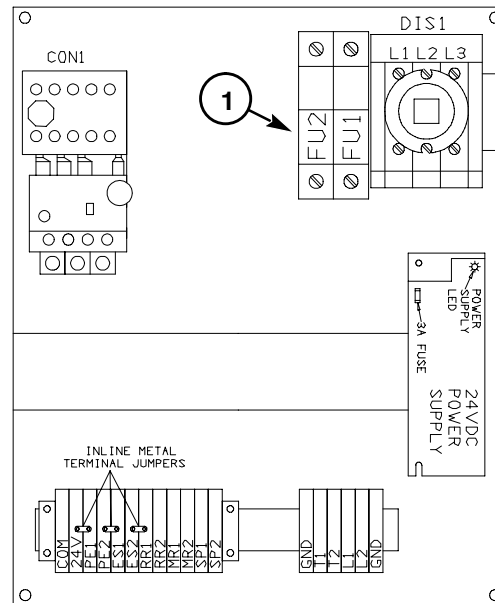 DIS1
CON1
L1 L2 L3
1
FU2
FU1
POWER
SUPPLY
LED
3A FUSE
24VDC
POWER
SUPPLY
INLINE METAL
TERMINAL JUMPERS
COM
24V
PE1
PE2
ES1
ES2
RR1
RR2
MR1
MR2
SP1
SP2
GND
T1
T2
L1
L2
GND